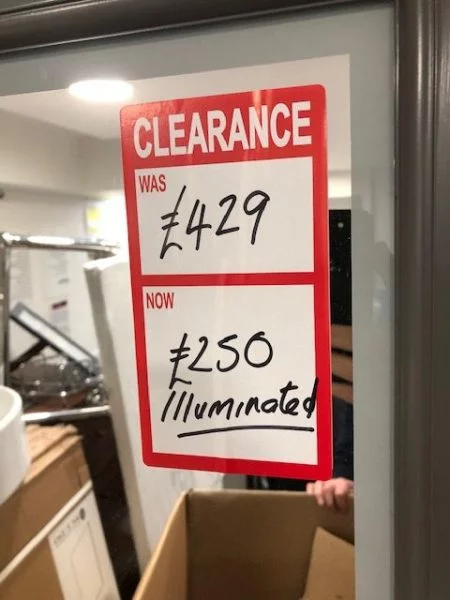 CLEARANCE
WAS
£429
NOW
£250
Illuminated